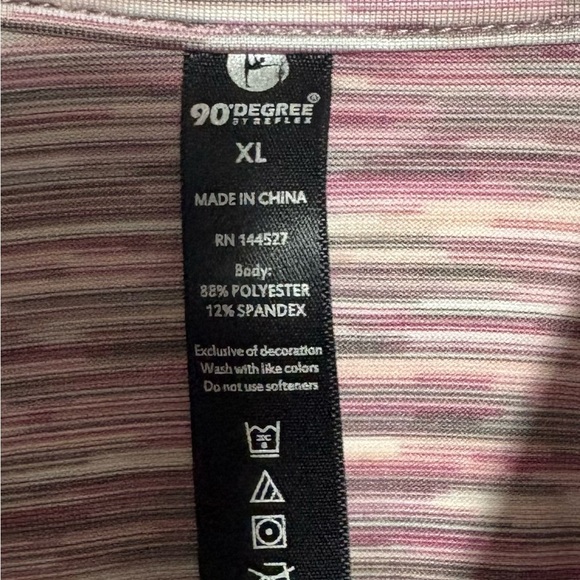 90°DEGREE®
BY REFLEX
XL
MADE IN CHINA
RN 144527
Body:
88% POLYESTER
12% SPANDEX
Exclusive of decoration
Wash with like colors
Do not use softeners